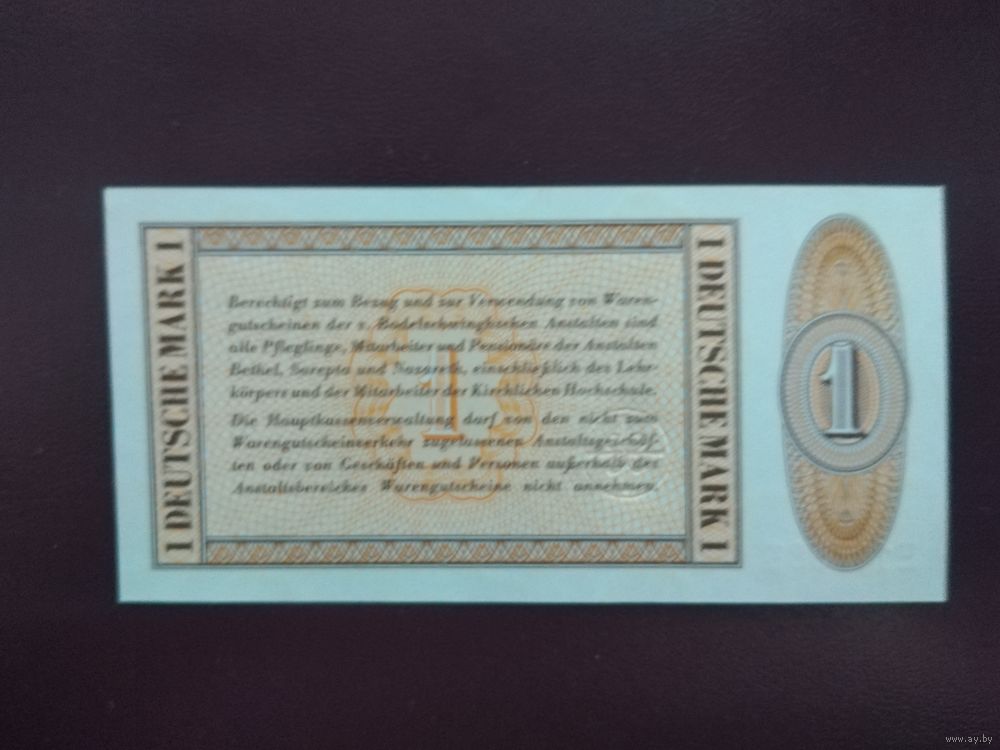 1 DEUTSCHE MARK 1
Berechtigt zum Bezug und zur Verwendung von Waren-
gutscheinen der v. Bodelschwinghschen Anstalten sind
alle Pfleglinge, Mitarbeiter und Pensionäre der Anstalten
Bethel, Sarepta und Nazareth, einschließlich des Lehr-
körpers und der Mitarbeiter der Kirchlichen Hochschule.
Die Hauptkassenverwaltung darf von den nicht zum
Warengutscheinverkehr zugelassenen Anstaltsgeschäf-
ten oder von Geschäften und Personen außerhalb des
Anstaltsbereiches Warengutscheine nicht annehmen.
1
1 DEUTSCHE MARK 1
1
www.ay.by